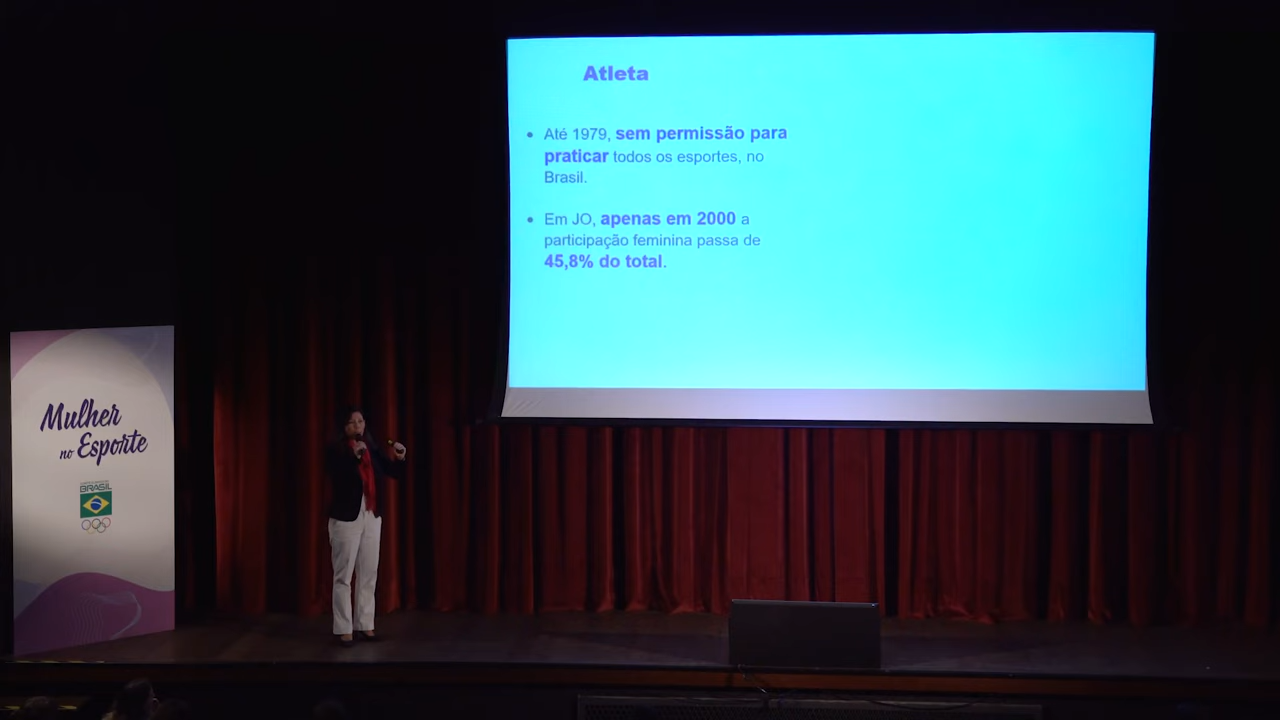 Atleta
• Até 1979, sem permissão para
praticar todos os esportes, no
Brasil.
• Em JO, apenas em 2000 a
participação feminina passa de
45,8% do total.
Mulher
no Esporte
BRASIL